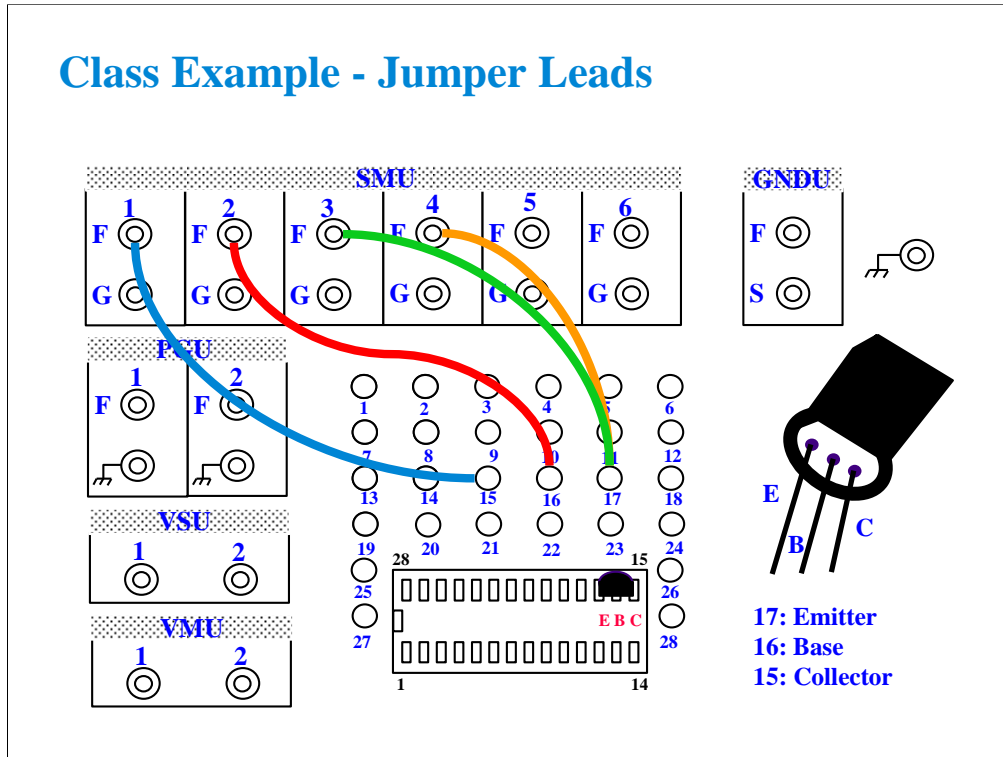 Class Example - Jumper Leads
SMU
GNDU
1 2 3 4 5 6
F F F F F F F
G G G G G G S
PGU
1 2
F F
1 2 3 4 5 6
7 8 9 10 11 12
13 14 15 16 17 18
VSU
1 2
19 20 21 22 23 24
28 15
25 26
E B C
27 28
VMU
1 2
1 14
E
B
C
17: Emitter
16: Base
15: Collector